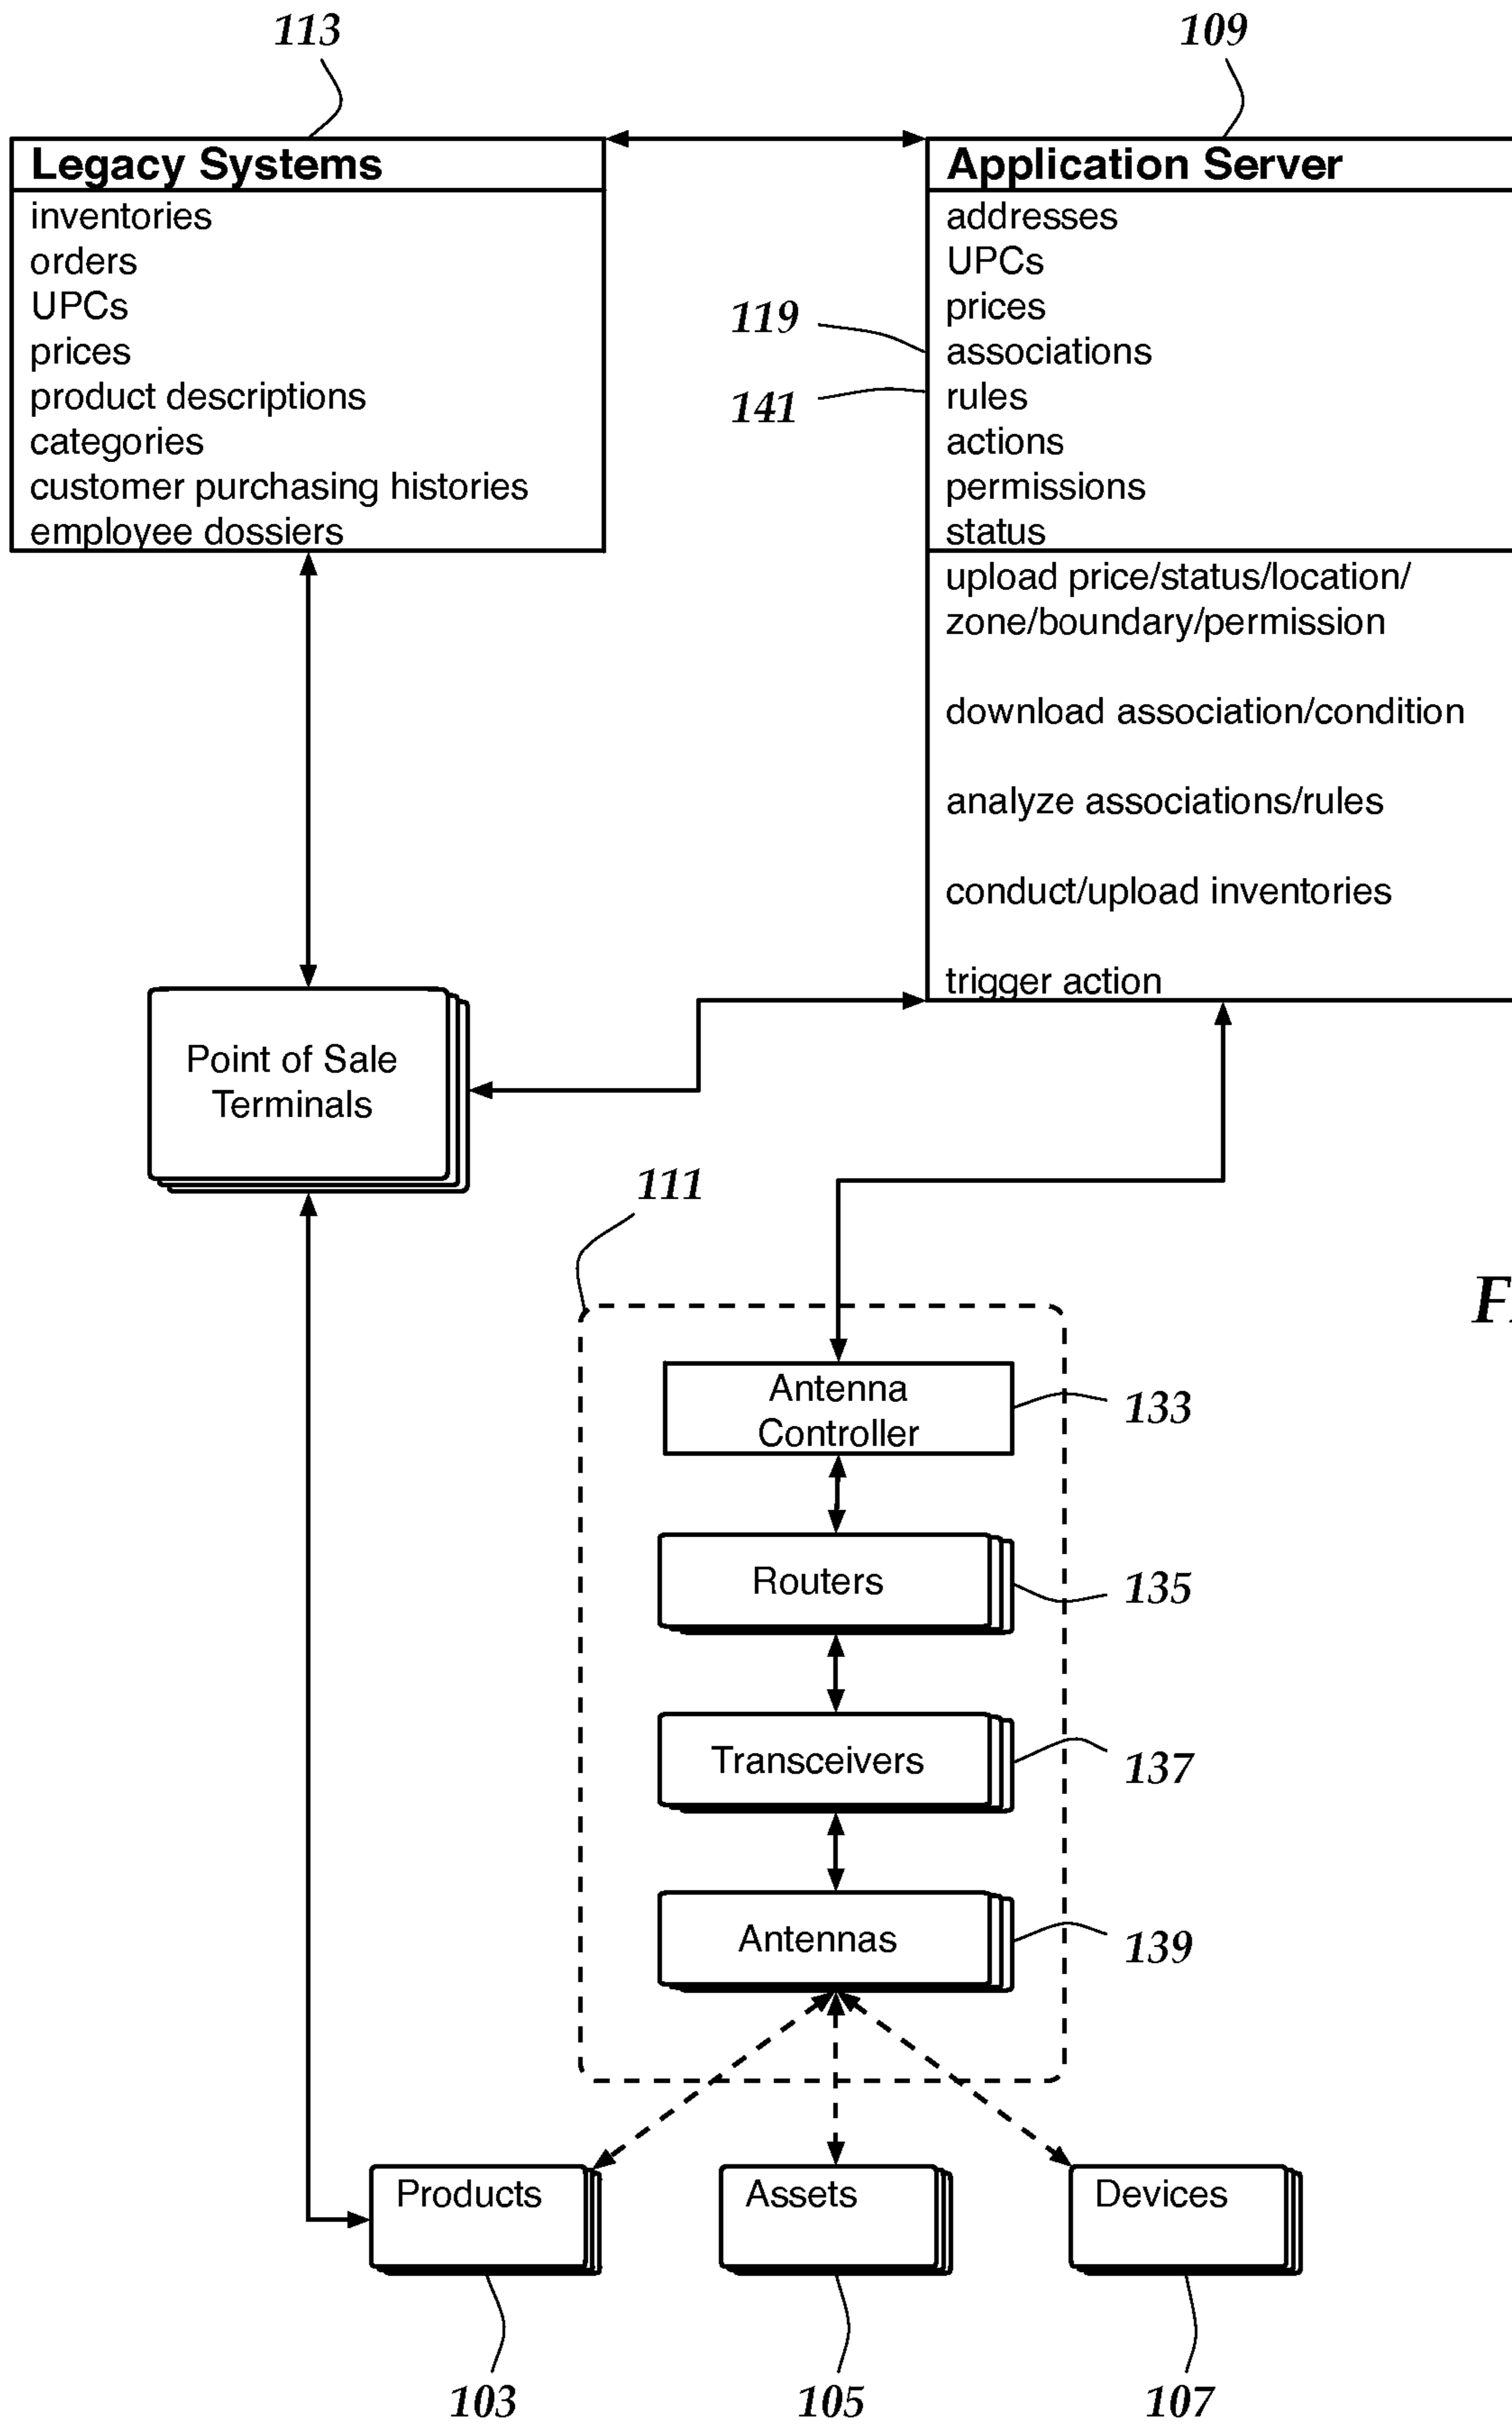 113
109
Legacy Systems
inventories
orders
UPCs
prices
product descriptions
categories
customer purchasing histories
employee dossiers
Application Server
addresses
UPCs
prices
associations
rules
actions
permissions
status
119
141
upload price/status/location/
zone/boundary/permission
download association/condition
analyze associations/rules
conduct/upload inventories
trigger action
Point of Sale
Terminals
111
Antenna
Controller
133
Routers
135
Transceivers
137
Antennas
139
Products
Assets
Devices
103
105
107